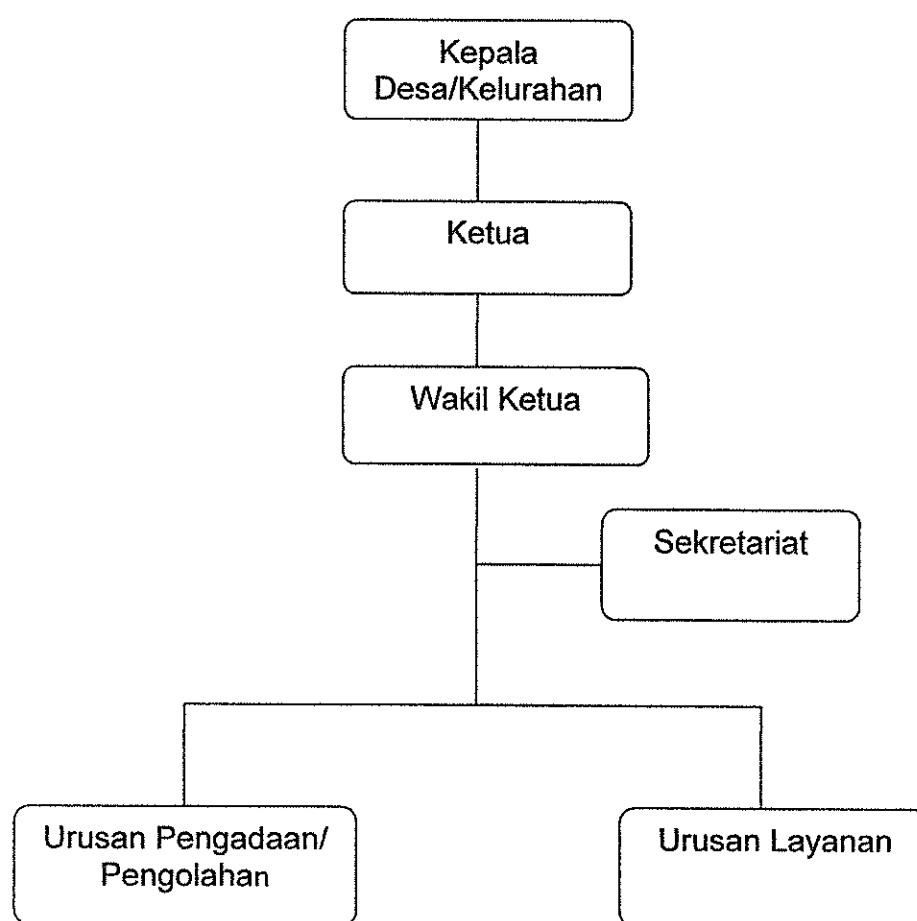 Kepala
Desa/Kelurahan
Ketua
Wakil Ketua
Sekretariat
Urusan Pengadaan/
Pengolahan
Urusan Layanan